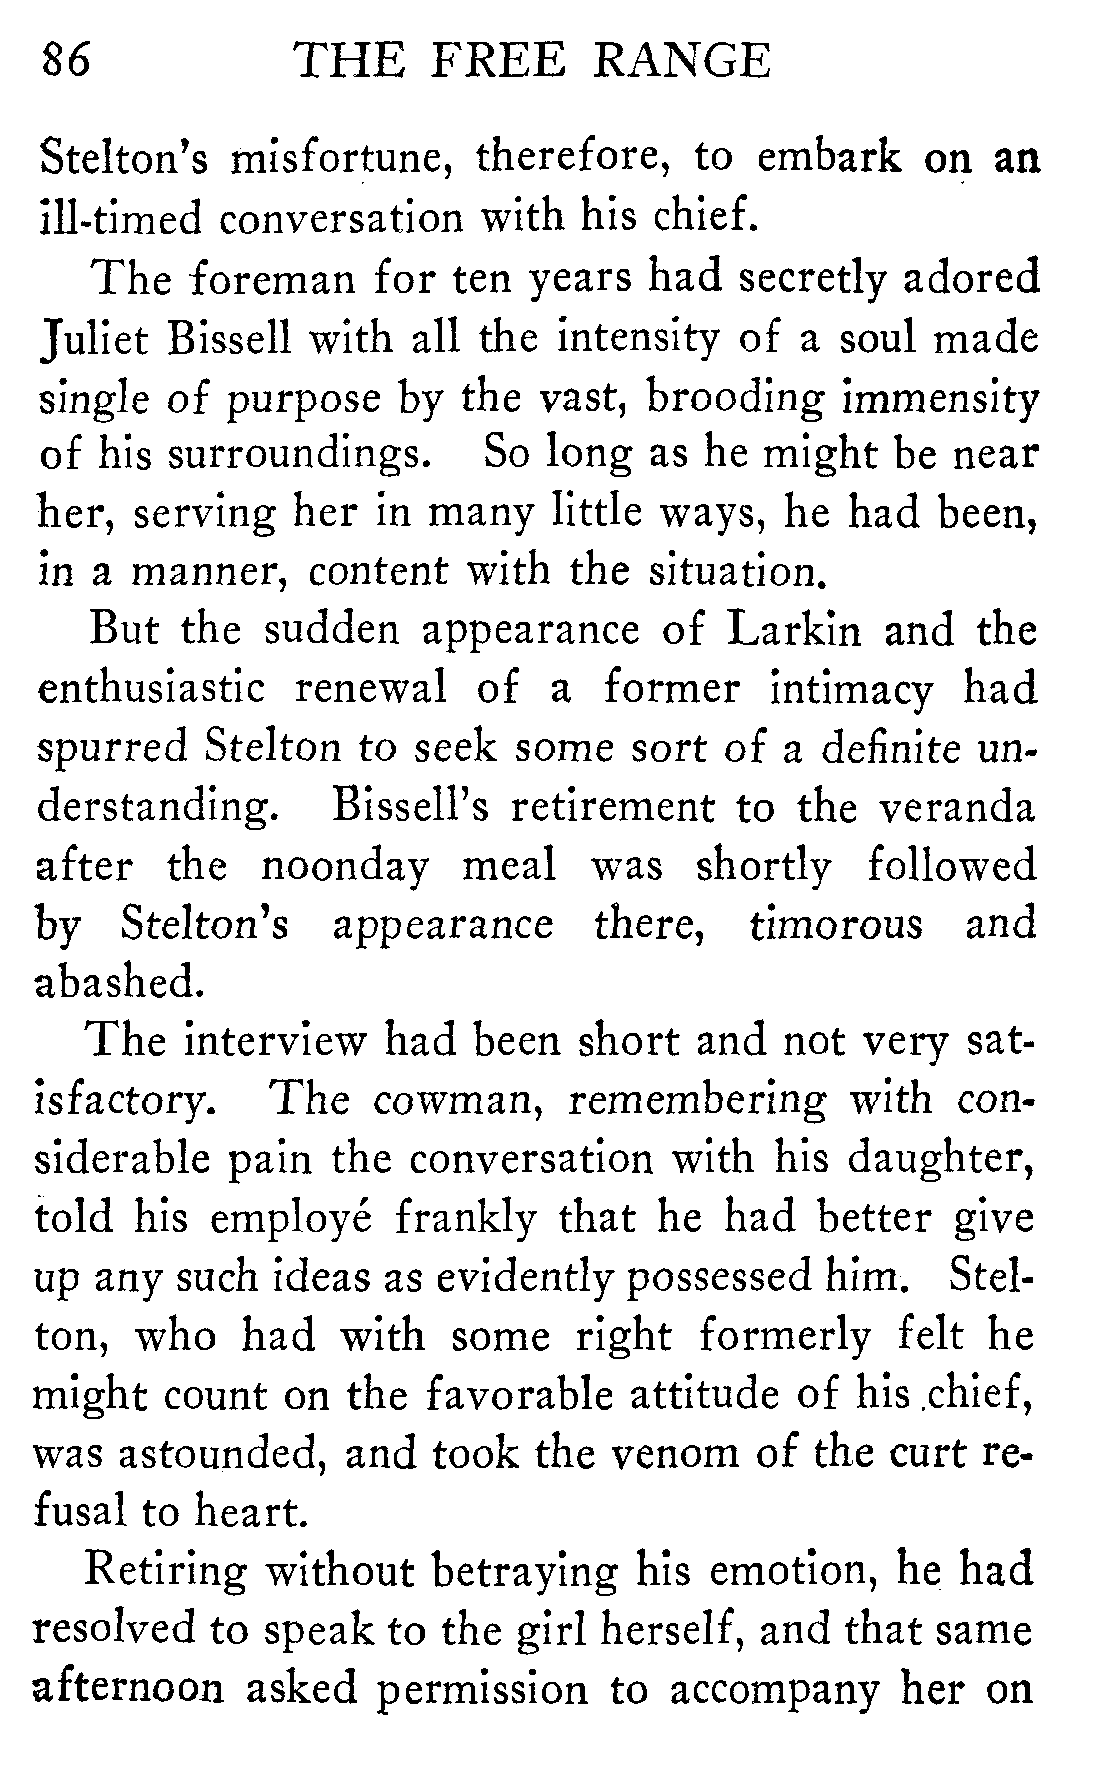 86 THE FREE RANGE
Stelton's misfortune, therefore, to embark on an
ill-timed conversation with his chief.
The foreman for ten years had secretly adored
Juliet Bissell with all the intensity of a soul made
single of purpose by the vast, brooding immensity
of his surroundings. So long as he might be near
her, serving her in many little ways, he had been,
in a manner, content with the situation.
But the sudden appearance of Larkin and the
enthusiastic renewal of a former intimacy had
spurred Stelton to seek some sort of a definite un-
derstanding. Bissell's retirement to the veranda
after the noonday meal was shortly followed
by Stelton's appearance there, timorous and
abashed.
The interview had been short and not very sat-
isfactory. The cowman, remembering with con-
siderable pain the conversation with his daughter,
told his employé frankly that he had better give
up any such ideas as evidently possessed him. Stel-
ton, who had with some right formerly felt he
might count on the favorable attitude of his chief,
was astounded, and took the venom of the curt re-
fusal to heart.
Retiring without betraying his emotion, he had
resolved to speak to the girl herself, and that same
afternoon asked permission to accompany her on